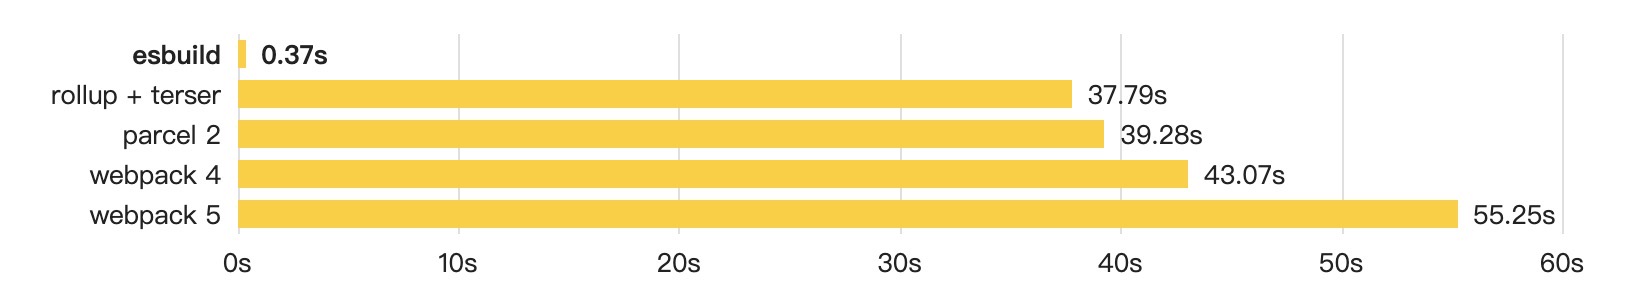 esbuild 0.37s
rollup + terser 37.79s
parcel 2 39.28s
webpack 4 43.07s
webpack 5 55.25s
0s 10s 20s 30s 40s 50s 60s